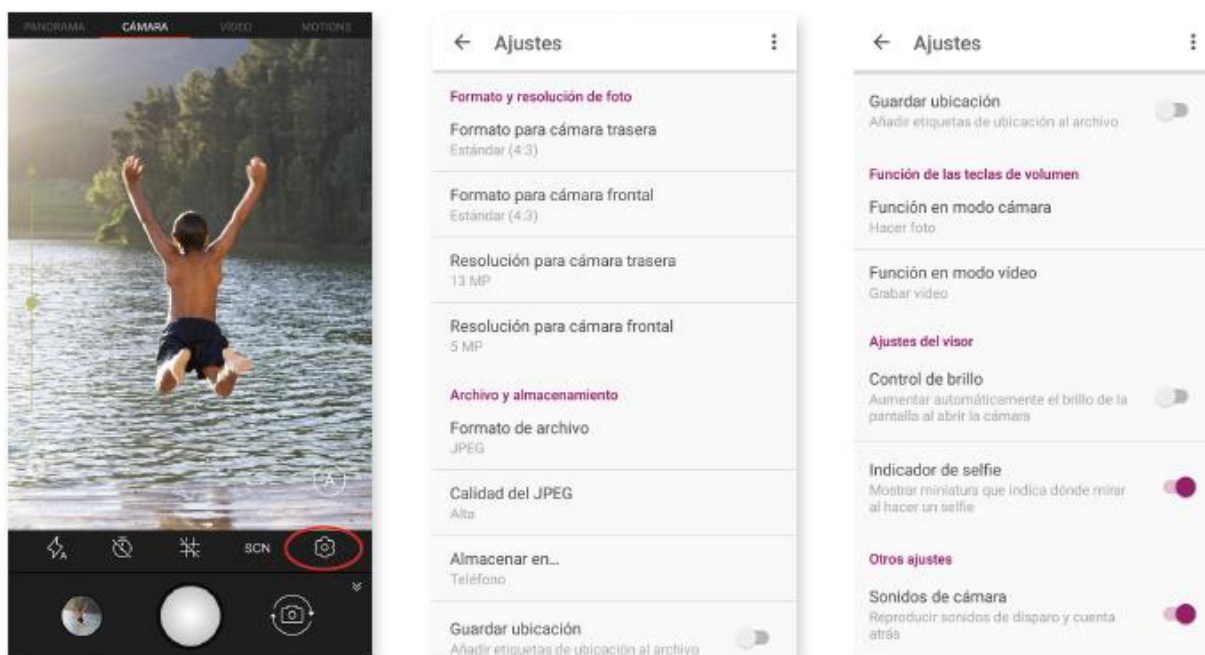 PANORAMA
CÁMARA
VÍDEO
MOTIONS
A
A
SCN
Ajustes
Formato y resolución de foto
Formato para cámara trasera
Estándar (4:3)
Formato para cámara frontal
Estándar (4:3)
Resolución para cámara trasera
13 MP
Resolución para cámara frontal
5 MP
Archivo y almacenamiento
Formato de archivo
JPEG
Calidad del JPEG
Alta
Almacenar en...
Teléfono
Guardar ubicación
Añadir etiquetas de ubicación al archivo
Ajustes
Guardar ubicación
Añadir etiquetas de ubicación al archivo
Función de las teclas de volumen
Función en modo cámara
Hacer foto
Función en modo vídeo
Grabar vídeo
Ajustes del visor
Control de brillo
Aumentar automáticamente el brillo de la
pantalla al abrir la cámara
Indicador de selfie
Mostrar miniatura que indica dónde mirar
al hacer un selfie
Otros ajustes
Sonidos de cámara
Reproducir sonidos de disparo y cuenta
atrás